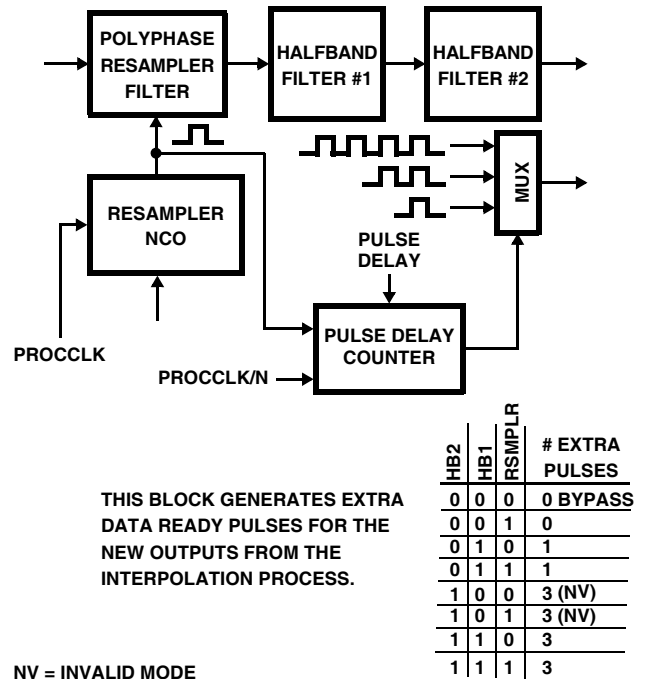 POLYPHASE
RESAMPLER
FILTER
HALFBAND
FILTER #1
HALFBAND
FILTER #2
MUX
RESAMPLER
NCO
PULSE
DELAY
PULSE DELAY
COUNTER
PROCCLK
PROCCLK/N
THIS BLOCK GENERATES EXTRA
DATA READY PULSES FOR THE
NEW OUTPUTS FROM THE
INTERPOLATION PROCESS.
HB2 HB1 RSMPLR # EXTRA PULSES
0 0 0 0 BYPASS
0 0 1 0
0 1 0 1
0 1 1 1
1 0 0 3 (NV)
1 0 1 3 (NV)
1 1 0 3
1 1 1 3
NV = INVALID MODE